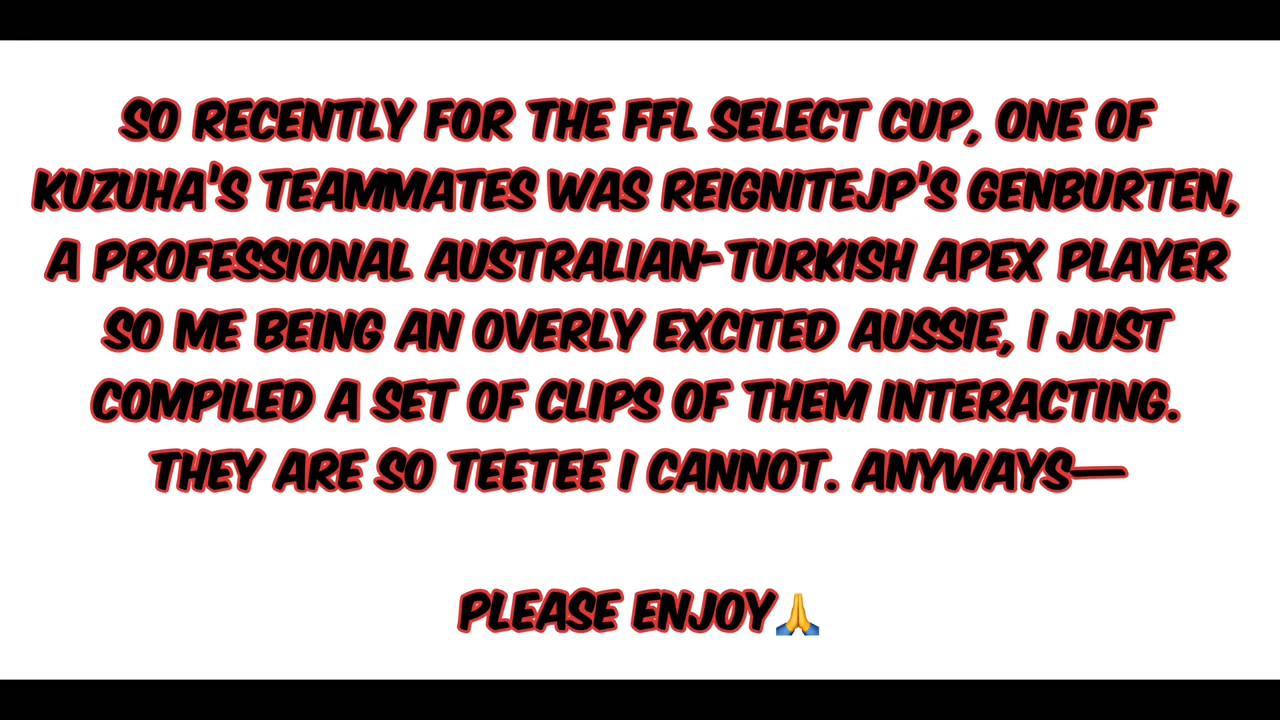 SO RECENTLY FOR THE FFL SELECT CUP, ONE OF
KUZUHA'S TEAMMATES WAS REIGNITEJP'S GENBURTEN,
A PROFESSIONAL AUSTRALIAN-TURKISH APEX PLAYER
SO ME BEING AN OVERLY EXCITED AUSSIE, I JUST
COMPILED A SET OF CLIPS OF THEM INTERACTING.
THEY ARE SO TEETEE I CANNOT. ANYWAYS—
PLEASE ENJOY🙏